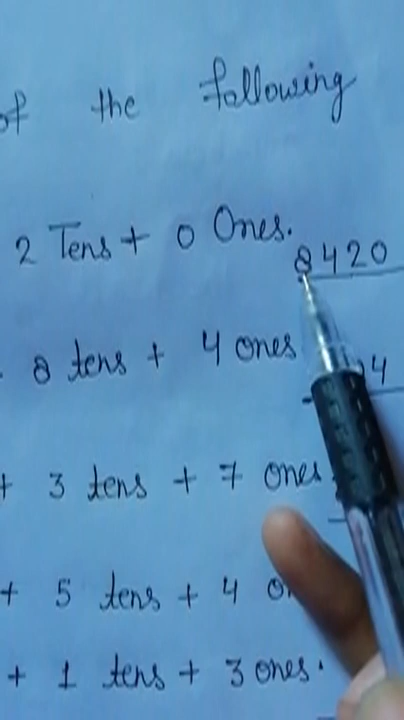 of the following
2 Tens + 0 Ones. 8420
8 tens + 4 ones 4
+ 3 tens + 7 ones
+ 5 tens + 4
+ 1 tens + 3 ones.